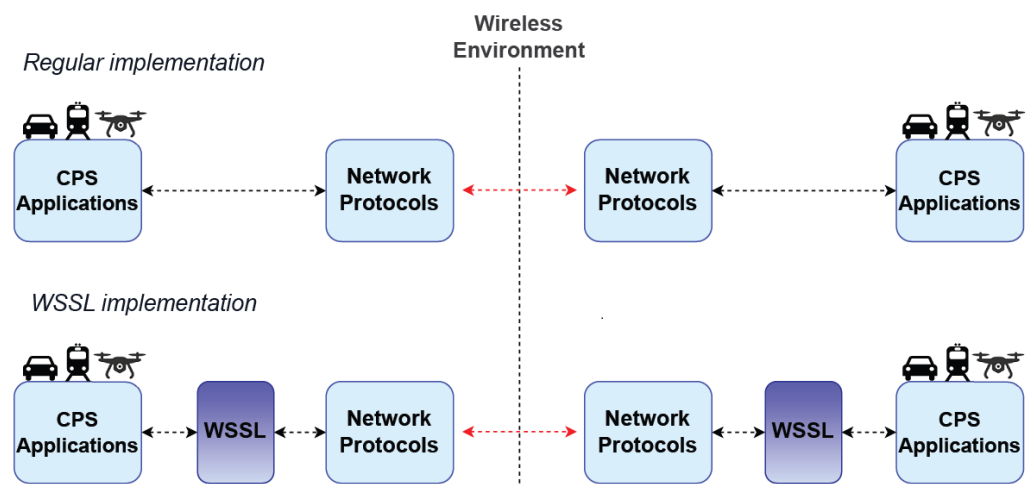 Wireless
Environment
Regular implementation
CPS
Applications
Network
Protocols
Network
Protocols
CPS
Applications
WSSL implementation
CPS
Applications
WSSL
Network
Protocols
Network
Protocols
WSSL
CPS
Applications